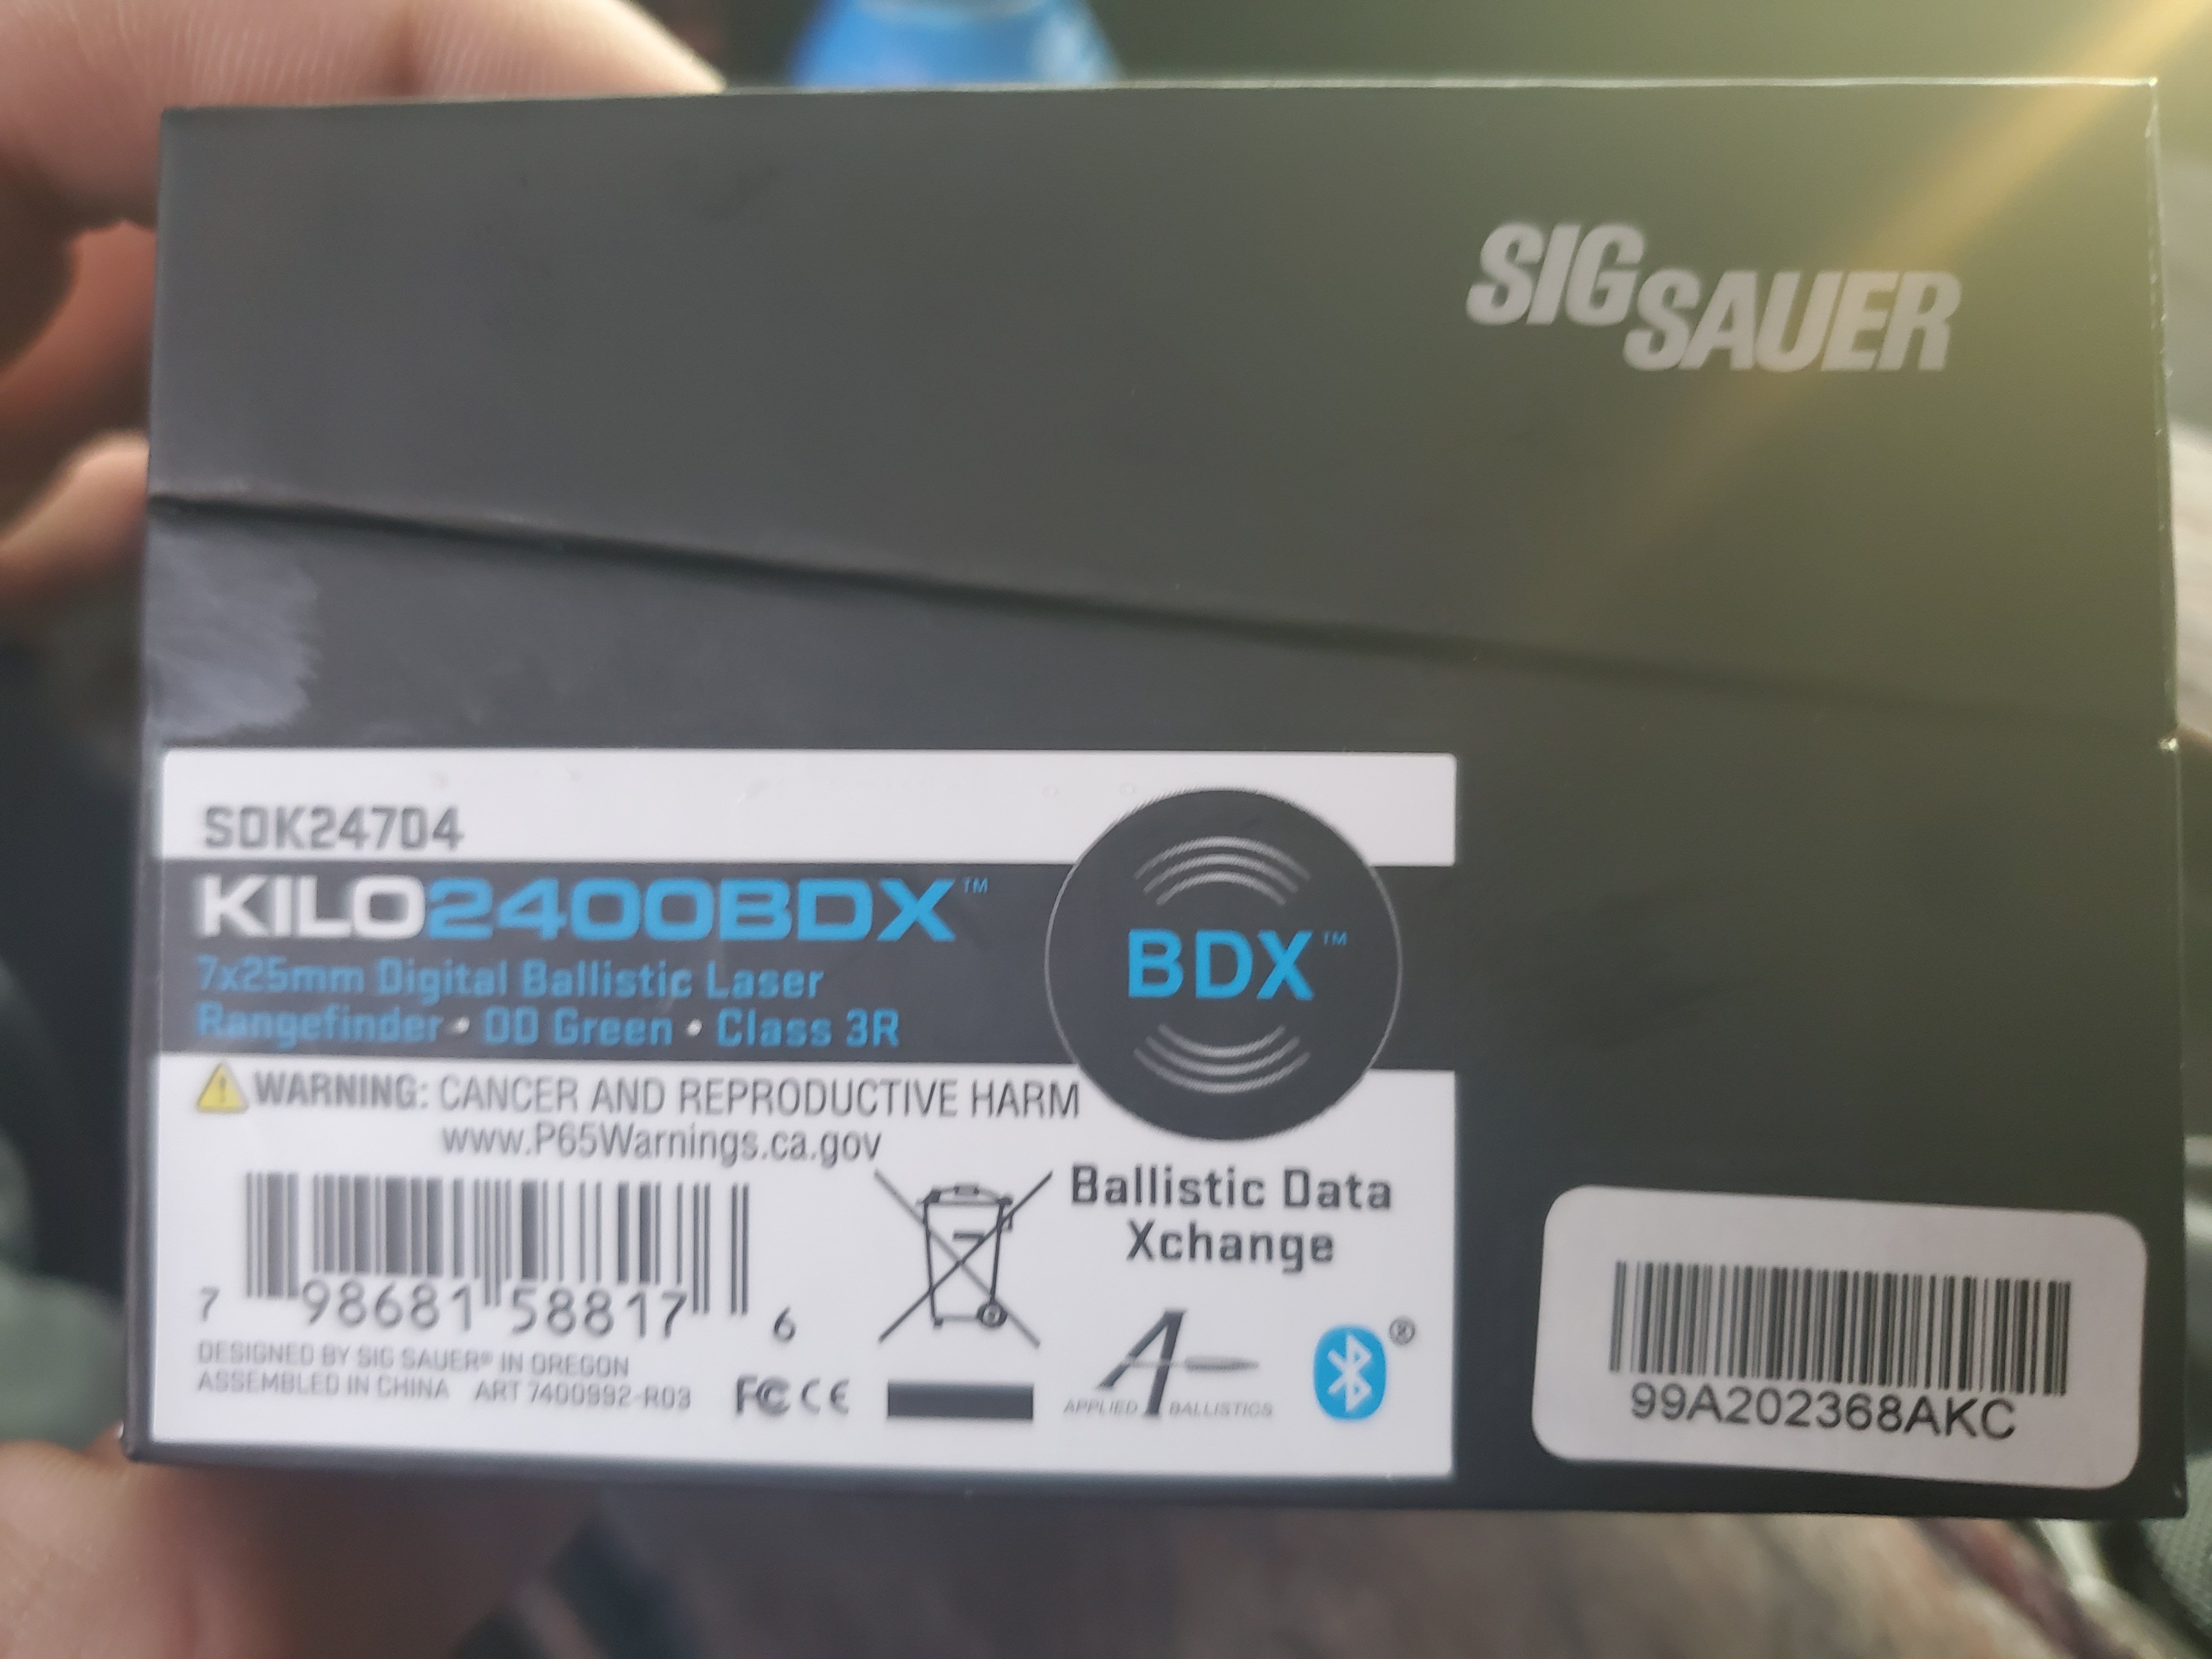 SIG SAUER
SDK24704
KILO2400BDX™
BDX™
7x25mm Digital Ballistic Laser
Rangefinder • OD Green • Class 3R
WARNING: CANCER AND REPRODUCTIVE HARM
www.P65Warnings.ca.gov
Ballistic Data
Xchange
7 98681 58817 6
DESIGNED BY SIG SAUER® IN OREGON
ASSEMBLED IN CHINA ART 7400992-R03
FC CE
APPLIED BALLISTICS
®
99A202368AKC